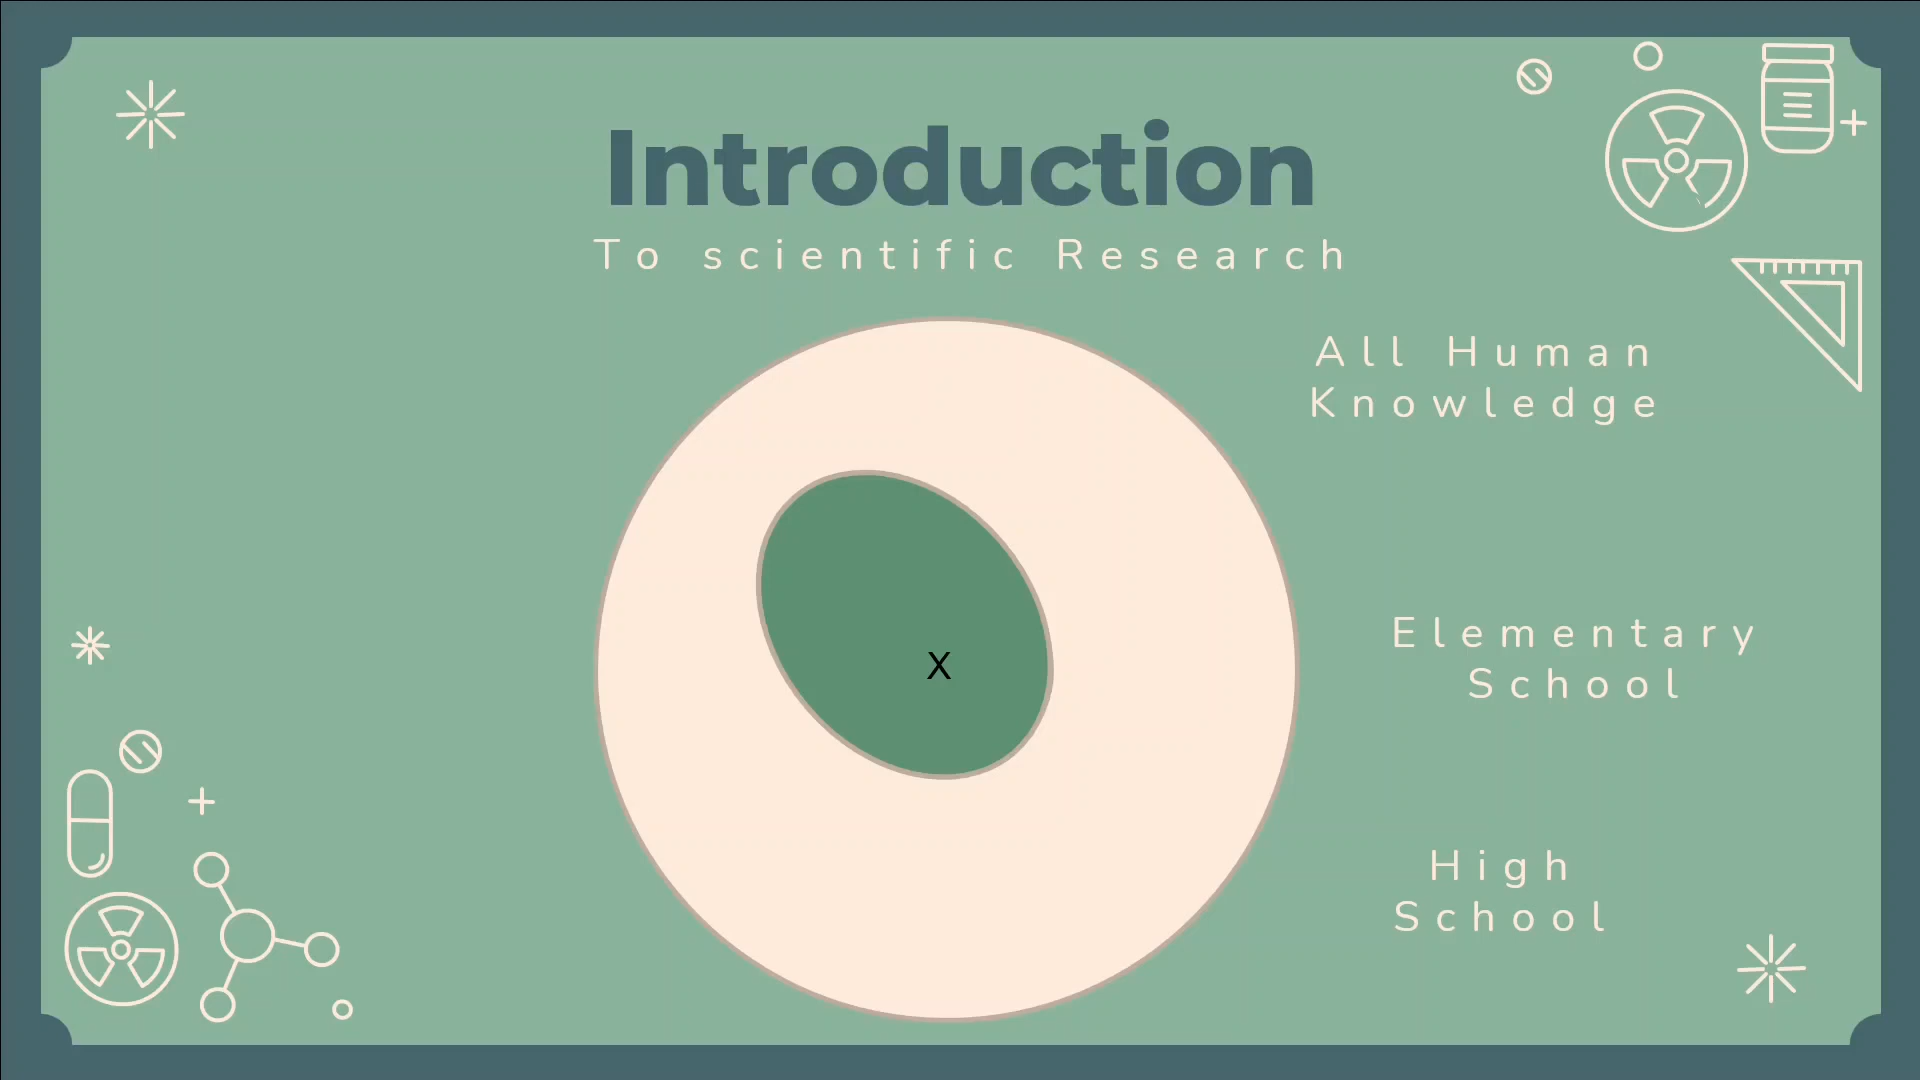 Introduction
To scientific Research
All Human
Knowledge
X
Elementary
School
High
School